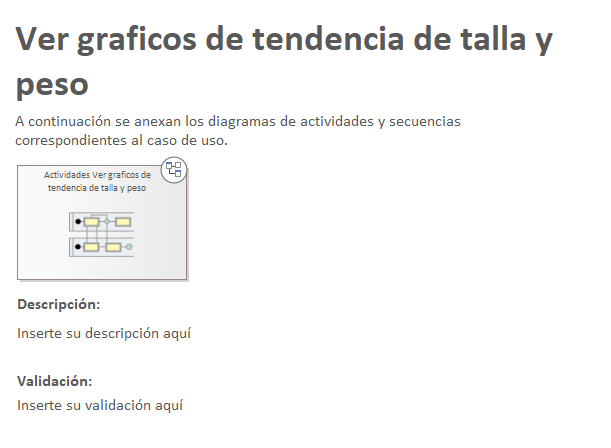 Ver graficos de tendencia de talla y
peso
A continuación se anexan los diagramas de actividades y secuencias
correspondientes al caso de uso.
Actividades Ver graficos de
tendencia de talla y peso
Descripción:
Inserte su descripción aquí
Validación:
Inserte su validación aquí